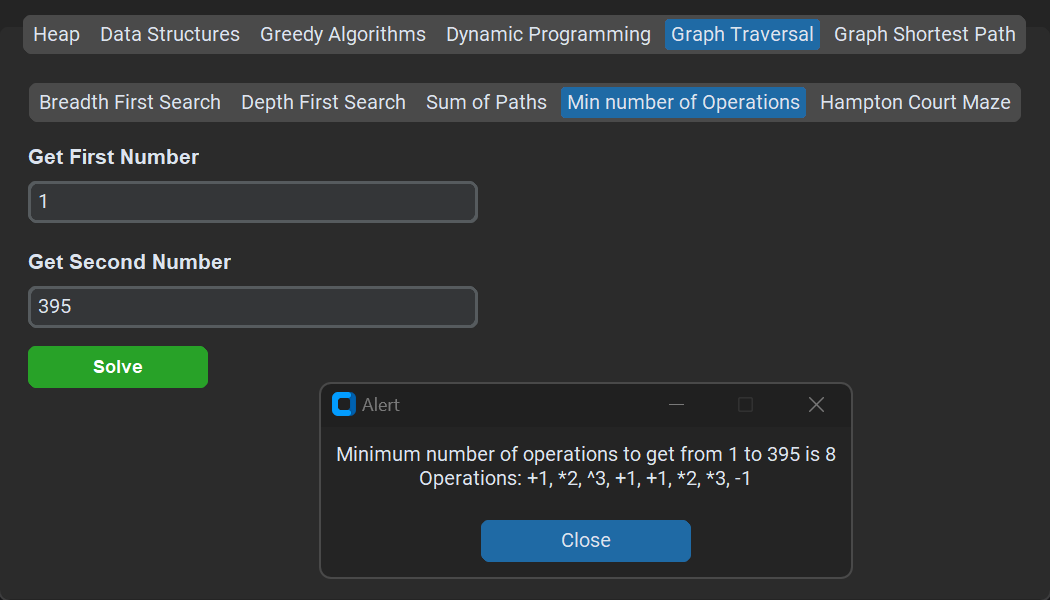 Heap Data Structures Greedy Algorithms Dynamic Programming Graph Traversal Graph Shortest Path
Breadth First Search Depth First Search Sum of Paths Min number of Operations Hampton Court Maze
Get First Number
1
Get Second Number
395
Solve
Alert
Minimum number of operations to get from 1 to 395 is 8
Operations: +1, *2, ^3, +1, +1, *2, *3, -1
Close